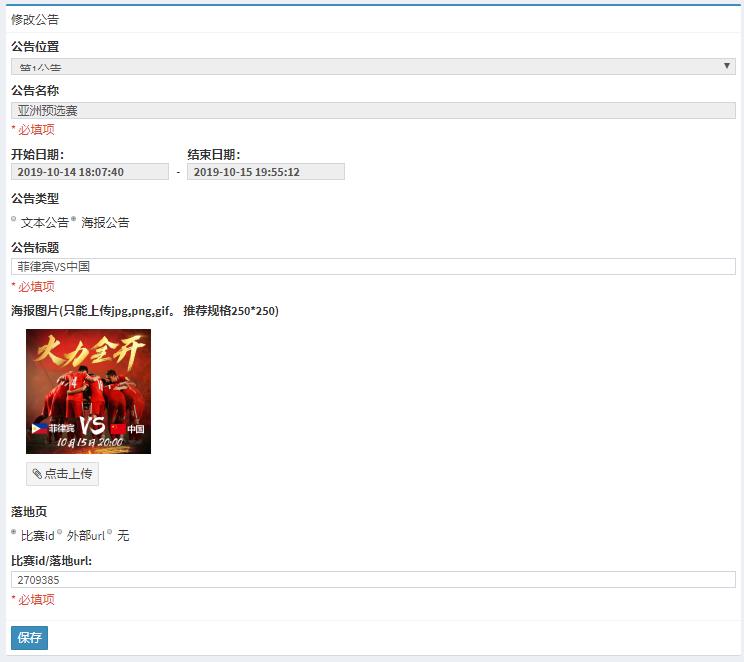 修改公告
公告位置
第1公告
公告名称
亚洲预选赛
* 必填项
开始日期: 结束日期:
2019-10-14 18:07:40 - 2019-10-15 19:55:12
公告类型
文本公告 海报公告
公告标题
菲律宾VS中国
* 必填项
海报图片(只能上传jpg,png,gif。 推荐规格250*250)
火力全开
4
菲律宾 VS 中国
10月15日 20:00
点击上传
落地页
比赛id 外部url 无
比赛id/落地url:
2709385
* 必填项
保存